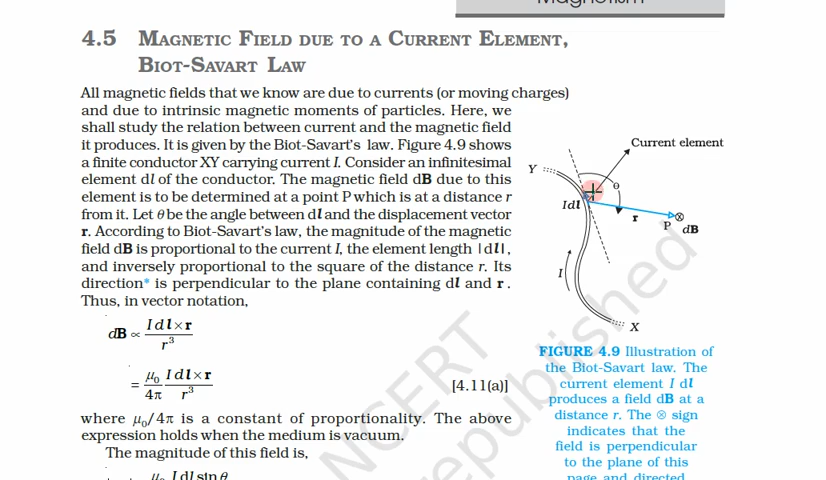 Magnetism
4.5 MAGNETIC FIELD DUE TO A CURRENT ELEMENT,
BIOT-SAVART LAW
All magnetic fields that we know are due to currents (or moving charges)
and due to intrinsic magnetic moments of particles. Here, we
shall study the relation between current and the magnetic field
it produces. It is given by the Biot-Savart's law. Figure 4.9 shows
a finite conductor XY carrying current I. Consider an infinitesimal
element dl of the conductor. The magnetic field dB due to this
element is to be determined at a point P which is at a distance r
from it. Let θ be the angle between dl and the displacement vector
r. According to Biot-Savart's law, the magnitude of the magnetic
field dB is proportional to the current I, the element length |dl|,
and inversely proportional to the square of the distance r. Its
direction* is perpendicular to the plane containing dl and r .
Thus, in vector notation,
dB ∝ I dl × r / r³
= μ₀/4π I dl × r / r³ [4.11(a)]
where μ₀/4π is a constant of proportionality. The above
expression holds when the medium is vacuum.
The magnitude of this field is,
μ₀ I dl sin θ
Current element
Y
θ
Idl
r
P
⊗
dB
I
X
FIGURE 4.9 Illustration of
the Biot-Savart law. The
current element I dl
produces a field dB at a
distance r. The ⊗ sign
indicates that the
field is perpendicular
to the plane of this
page and directed
NCERT
republished